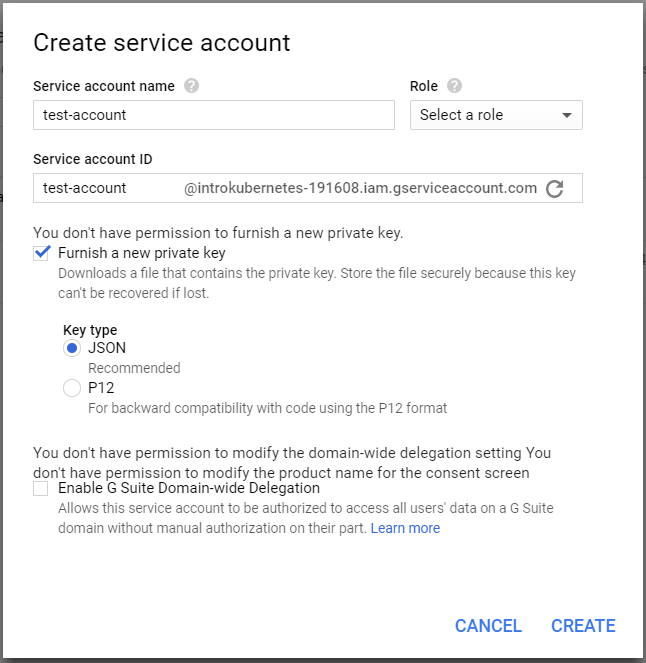 Create service account
Service account name
Role
test-account
Select a role
Service account ID
test-account @introkubernetes-191608.iam.gserviceaccount.com
You don't have permission to furnish a new private key.
Furnish a new private key
Downloads a file that contains the private key. Store the file securely because this key
can't be recovered if lost.
Key type
JSON
Recommended
P12
For backward compatibility with code using the P12 format
You don't have permission to modify the domain-wide delegation setting You
don't have permission to modify the product name for the consent screen
Enable G Suite Domain-wide Delegation
Allows this service account to be authorized to access all users' data on a G Suite
domain without manual authorization on their part. Learn more
CANCEL CREATE